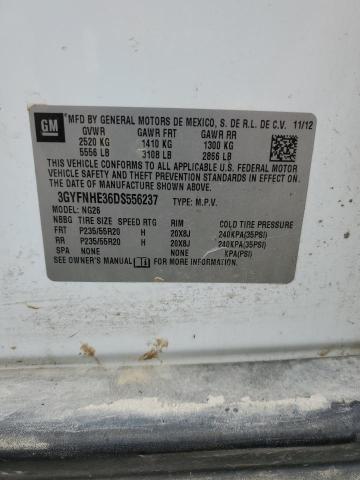 GM
MFD BY GENERAL MOTORS DE MEXICO, S. DE R.L. DE C.V. 11/12
GVWR GAWR FRT GAWR RR
2520 KG 1410 KG 1300 KG
5556 LB 3108 LB 2866 LB
THIS VEHICLE CONFORMS TO ALL APPLICABLE U.S. FEDERAL MOTOR
VEHICLE SAFETY AND THEFT PREVENTION STANDARDS IN EFFECT
ON THE DATE OF MANUFACTURE SHOWN ABOVE.
3GYFNHE36DS556237 TYPE: M.P.V.
MODEL: NG26
NBBG TIRE SIZE SPEED RTG RIM COLD TIRE PRESSURE
FRT P235/55R20 H 20X8J 240KPA(35PSI)
RR P235/55R20 H 20X8J 240KPA(35PSI)
SPA NONE NONE KPA(PSI)
SEE OWNER'S MANUAL FOR MORE INFORMATION.